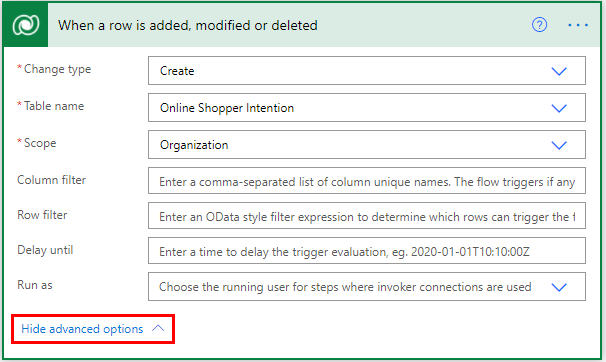 When a row is added, modified or deleted
* Change type
Create
* Table name
Online Shopper Intention
* Scope
Organization
Column filter
Enter a comma-separated list of column unique names. The flow triggers if any
Row filter
Enter an OData style filter expression to determine which rows can trigger the f
Delay until
Enter a time to delay the trigger evaluation, eg. 2020-01-01T10:10:00Z
Run as
Choose the running user for steps where invoker connections are used
Hide advanced options